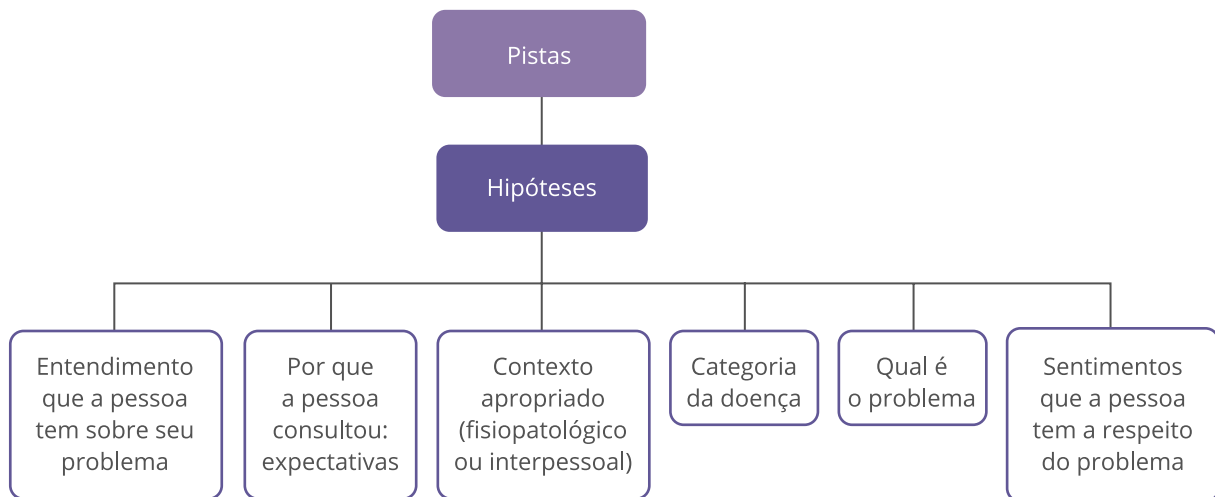 Pistas
Hipóteses
Entendimento
que a pessoa
tem sobre seu
problema
Por que
a pessoa
consultou:
expectativas
Contexto
apropriado
(fisiopatológico
ou interpessoal)
Categoria
da doença
Qual é
o problema
Sentimentos
que a pessoa
tem a respeito
do problema